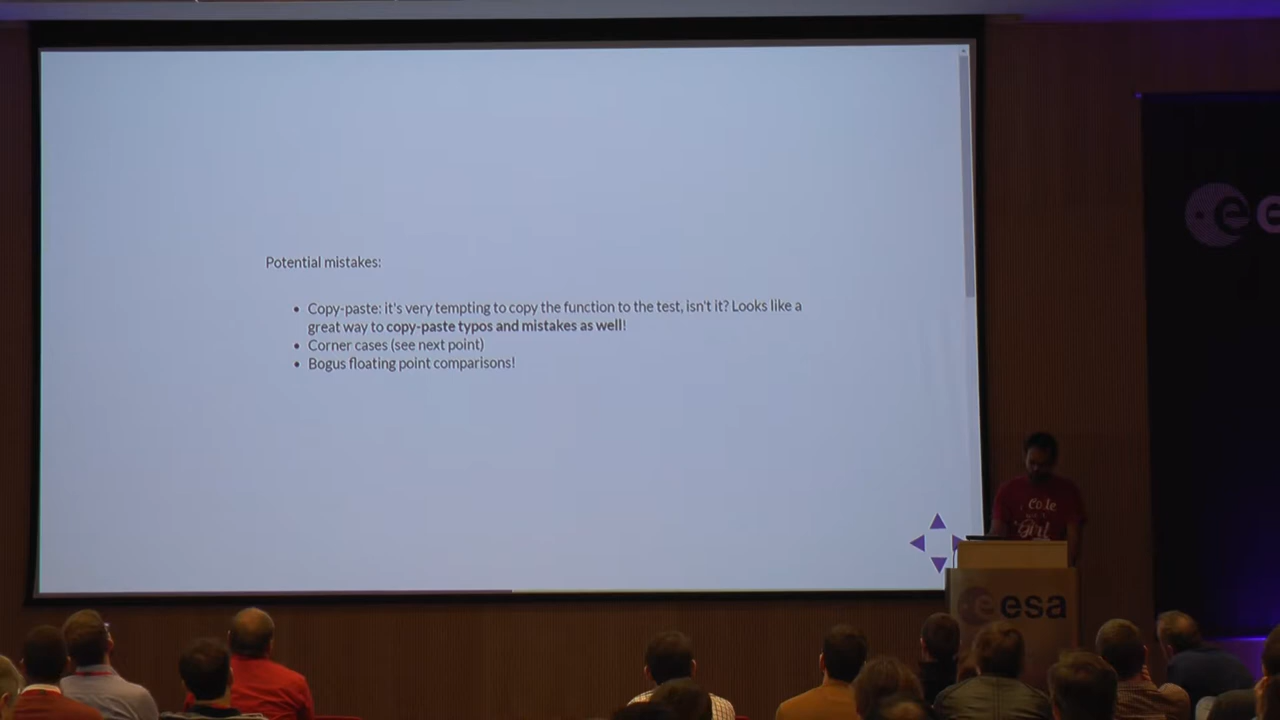 Potential mistakes:
• Copy-paste: it's very tempting to copy the function to the test, isn't it? Looks like a
great way to copy-paste typos and mistakes as well!
• Corner cases (see next point)
• Bogus floating point comparisons!
e
code
Girl
esa